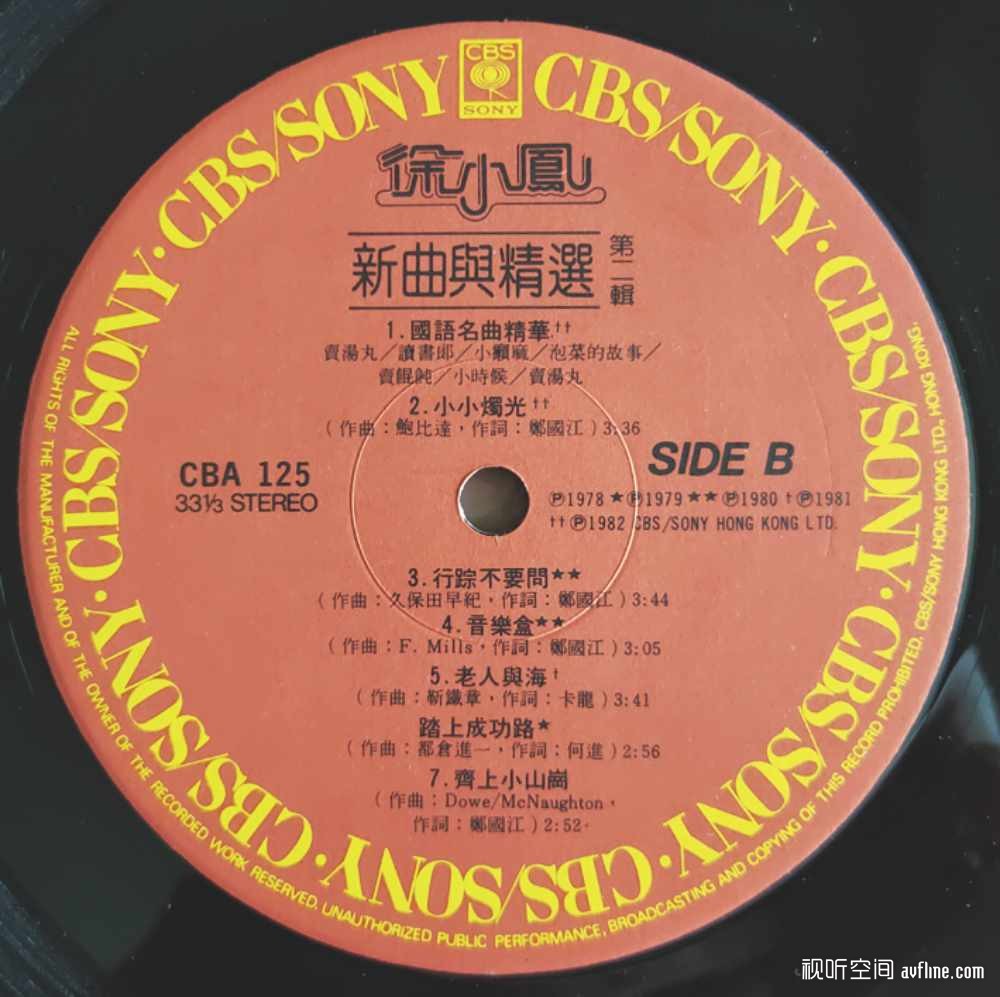 CBS
SONY
CBS/SONY · CBS/SONY · CBS/SONY · CBS/SONY · CBS/SONY · CBS/SONY · CBS/SONY · CBS/SONY
徐小鳳
新曲與精選
第二輯
1.國語名曲精華††
賣湯丸／讀書郎／小癩痲／泡菜的故事／
賣餛飩／小時候／賣湯丸
2.小小燭光††
(作曲:鮑比達,作詞:鄭國江)3:36
CBA 125
33⅓ STEREO
SIDE B
℗1978 ★℗1979 ★★℗1980 †℗1981
††℗1982 CBS/SONY HONG KONG LTD.
3.行踪不要問★★
(作曲:久保田早紀,作詞:鄭國江)3:44
4.音樂盒★★
(作曲:F. Mills,作詞:鄭國江)3:05
5.老人與海†
(作曲:靳鐵章,作詞:卡龍)3:41
踏上成功路★
(作曲:都倉進一,作詞:何進)2:56
7.齊上小山崗
(作曲:Dowe/McNaughton,
作詞:鄭國江)2:52。
ALL RIGHTS OF THE MANUFACTURER AND OF THE OWNER OF THE RECORDED WORK RESERVED. UNAUTHORIZED PUBLIC PERFORMANCE, BROADCASTING AND COPYING OF THIS RECORD PROHIBITED. CBS/SONY HONG KONG LTD., HONG KONG.
视听空间 avfline.com